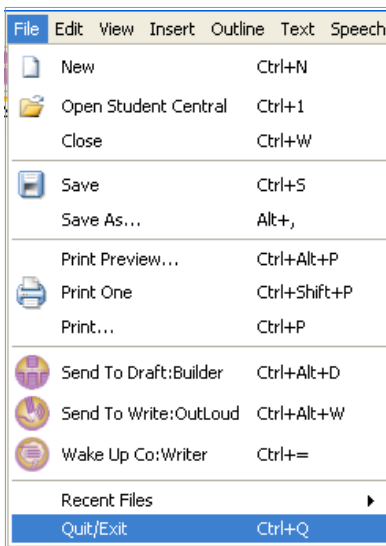 File Edit View Insert Outline Text Speech
New Ctrl+N
Open Student Central Ctrl+1
Close Ctrl+W
Save Ctrl+S
Save As... Alt+,
Print Preview... Ctrl+Alt+P
Print One Ctrl+Shift+P
Print... Ctrl+P
Send To Draft:Builder Ctrl+Alt+D
Send To Write:OutLoud Ctrl+Alt+W
Wake Up Co:Writer Ctrl+=
Recent Files
Quit/Exit Ctrl+Q